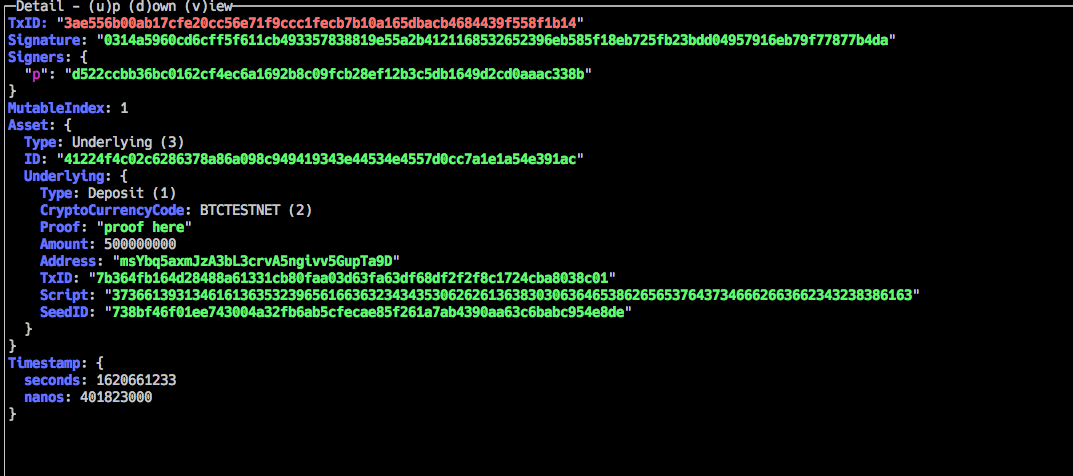 Detail - (u)p (d)own (v)iew
TxID: "3ae556b00ab17cfe20cc56e71f9ccc1fecb7b10a165dbacb4684439f558f1b14"
Signature: "0314a5960cd6cff5f611cb493357838819e55a2b4121168532652396eb585f18eb725fb23bdd04957916eb79f77877b4da"
Signers: {
  "p": "d522ccbb36bc0162cf4ec6a1692b8c09fcb28ef12b3c5db1649d2cd0aaac338b"
}
MutableIndex: 1
Asset: {
  Type: Underlying (3)
  ID: "41224f4c02c6286378a86a098c949419343e44534e4557d0cc7a1e1a54e391ac"
  Underlying: {
    Type: Deposit (1)
    CryptoCurrencyCode: BTCTESTNET (2)
    Proof: "proof here"
    Amount: 500000000
    Address: "msYbq5axmJzA3bL3crvA5ngivv5GupTa9D"
    TxID: "7b364fb164d28488a61331cb80faa03d63fa63df68df2f2f8c1724cba8038c01"
    Script: "37366139313461613635323965616636323434353062626136383030636465386265653764373466626636623432383861​63"
    SeedID: "738bf46f01ee743004a32fb6ab5cfecae85f261a7ab4390aa63c6babc954e8de"
  }
}
Timestamp: {
  seconds: 1620661233
  nanos: 401823000
}